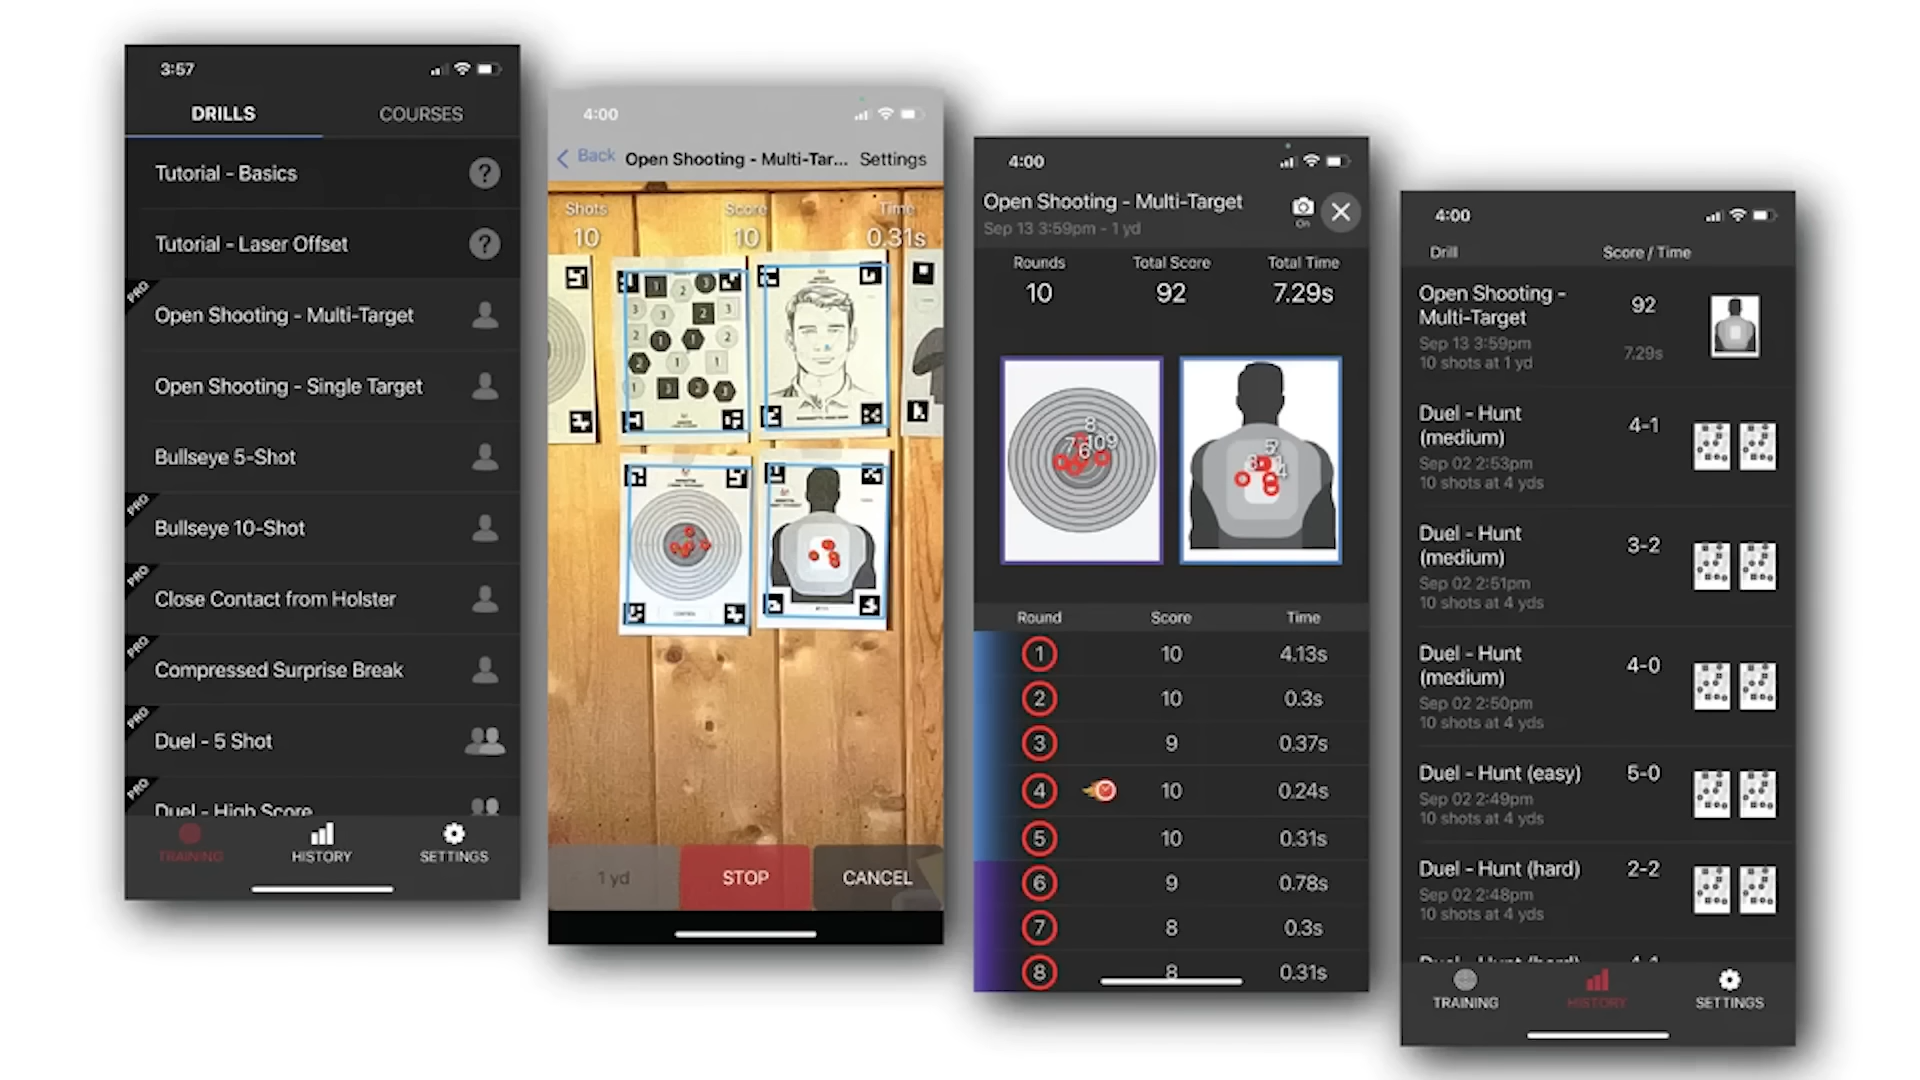 3:57
DRILLS
COURSES
Tutorial - Basics
?
Tutorial - Laser Offset
?
PRO
Open Shooting - Multi-Target
Open Shooting - Single Target
Bullseye 5-Shot
PRO
Bullseye 10-Shot
PRO
Close Contact from Holster
PRO
Compressed Surprise Break
PRO
Duel - 5 Shot
PRO
Duel - High Score
TRAINING
HISTORY
SETTINGS
4:00
Back
Open Shooting - Multi-Tar...
Settings
Shots
Score
Time
10
10
0.31s
1 yd
STOP
CANCEL
4:00
Open Shooting - Multi-Target
On
Sep 13 3:59pm - 1 yd
Rounds
Total Score
Total Time
10
92
7.29s
Round
Score
Time
1
10
4.13s
2
10
0.3s
3
9
0.37s
4
10
0.24s
5
10
0.31s
6
9
0.78s
7
8
0.3s
8
8
0.31s
4:00
Drill
Score / Time
Open Shooting -
Multi-Target
92
Sep 13 3:59pm
7.29s
10 shots at 1 yd
Duel - Hunt
(medium)
4-1
Sep 02 2:53pm
10 shots at 4 yds
Duel - Hunt
(medium)
3-2
Sep 02 2:51pm
10 shots at 4 yds
Duel - Hunt
(medium)
4-0
Sep 02 2:50pm
10 shots at 4 yds
Duel - Hunt (easy)
5-0
Sep 02 2:49pm
10 shots at 4 yds
Duel - Hunt (hard)
2-2
Sep 02 2:48pm
10 shots at 4 yds
TRAINING
HISTORY
SETTINGS